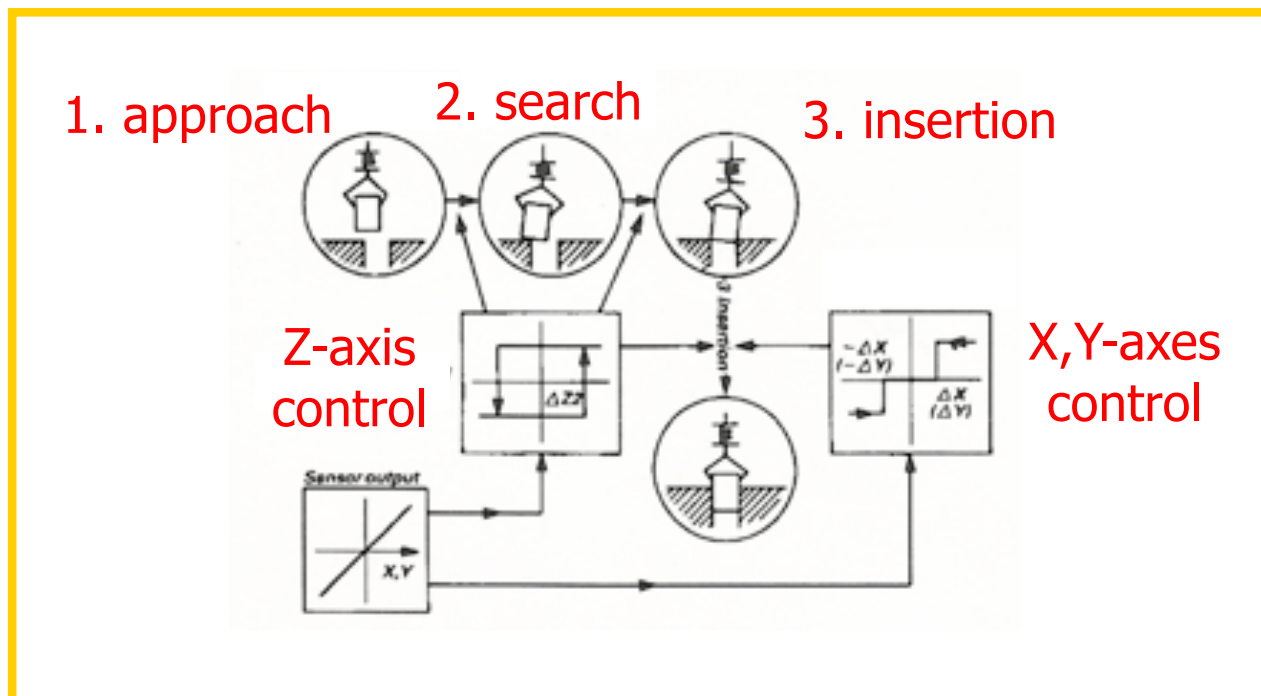 1. approach
2. search
3. insertion
3 insertion
Z-axis
control
ΔZz
-ΔX
(-ΔY)
ΔX
(ΔY)
X,Y-axes
control
Sensor output
X,Y